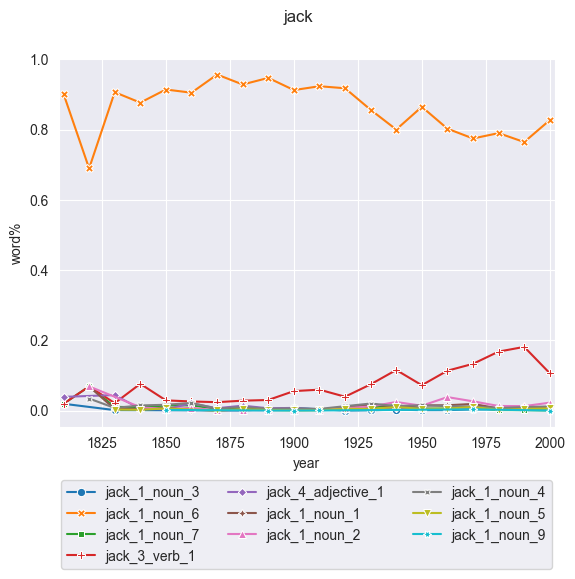 jack
1.0
0.8
0.6
0.4
0.2
0.0
word%
1825 1850 1875 1900 1925 1950 1975 2000
year
jack_1_noun_3 jack_4_adjective_1 jack_1_noun_4
jack_1_noun_6 jack_1_noun_1 jack_1_noun_5
jack_1_noun_7 jack_1_noun_2 jack_1_noun_9
jack_3_verb_1